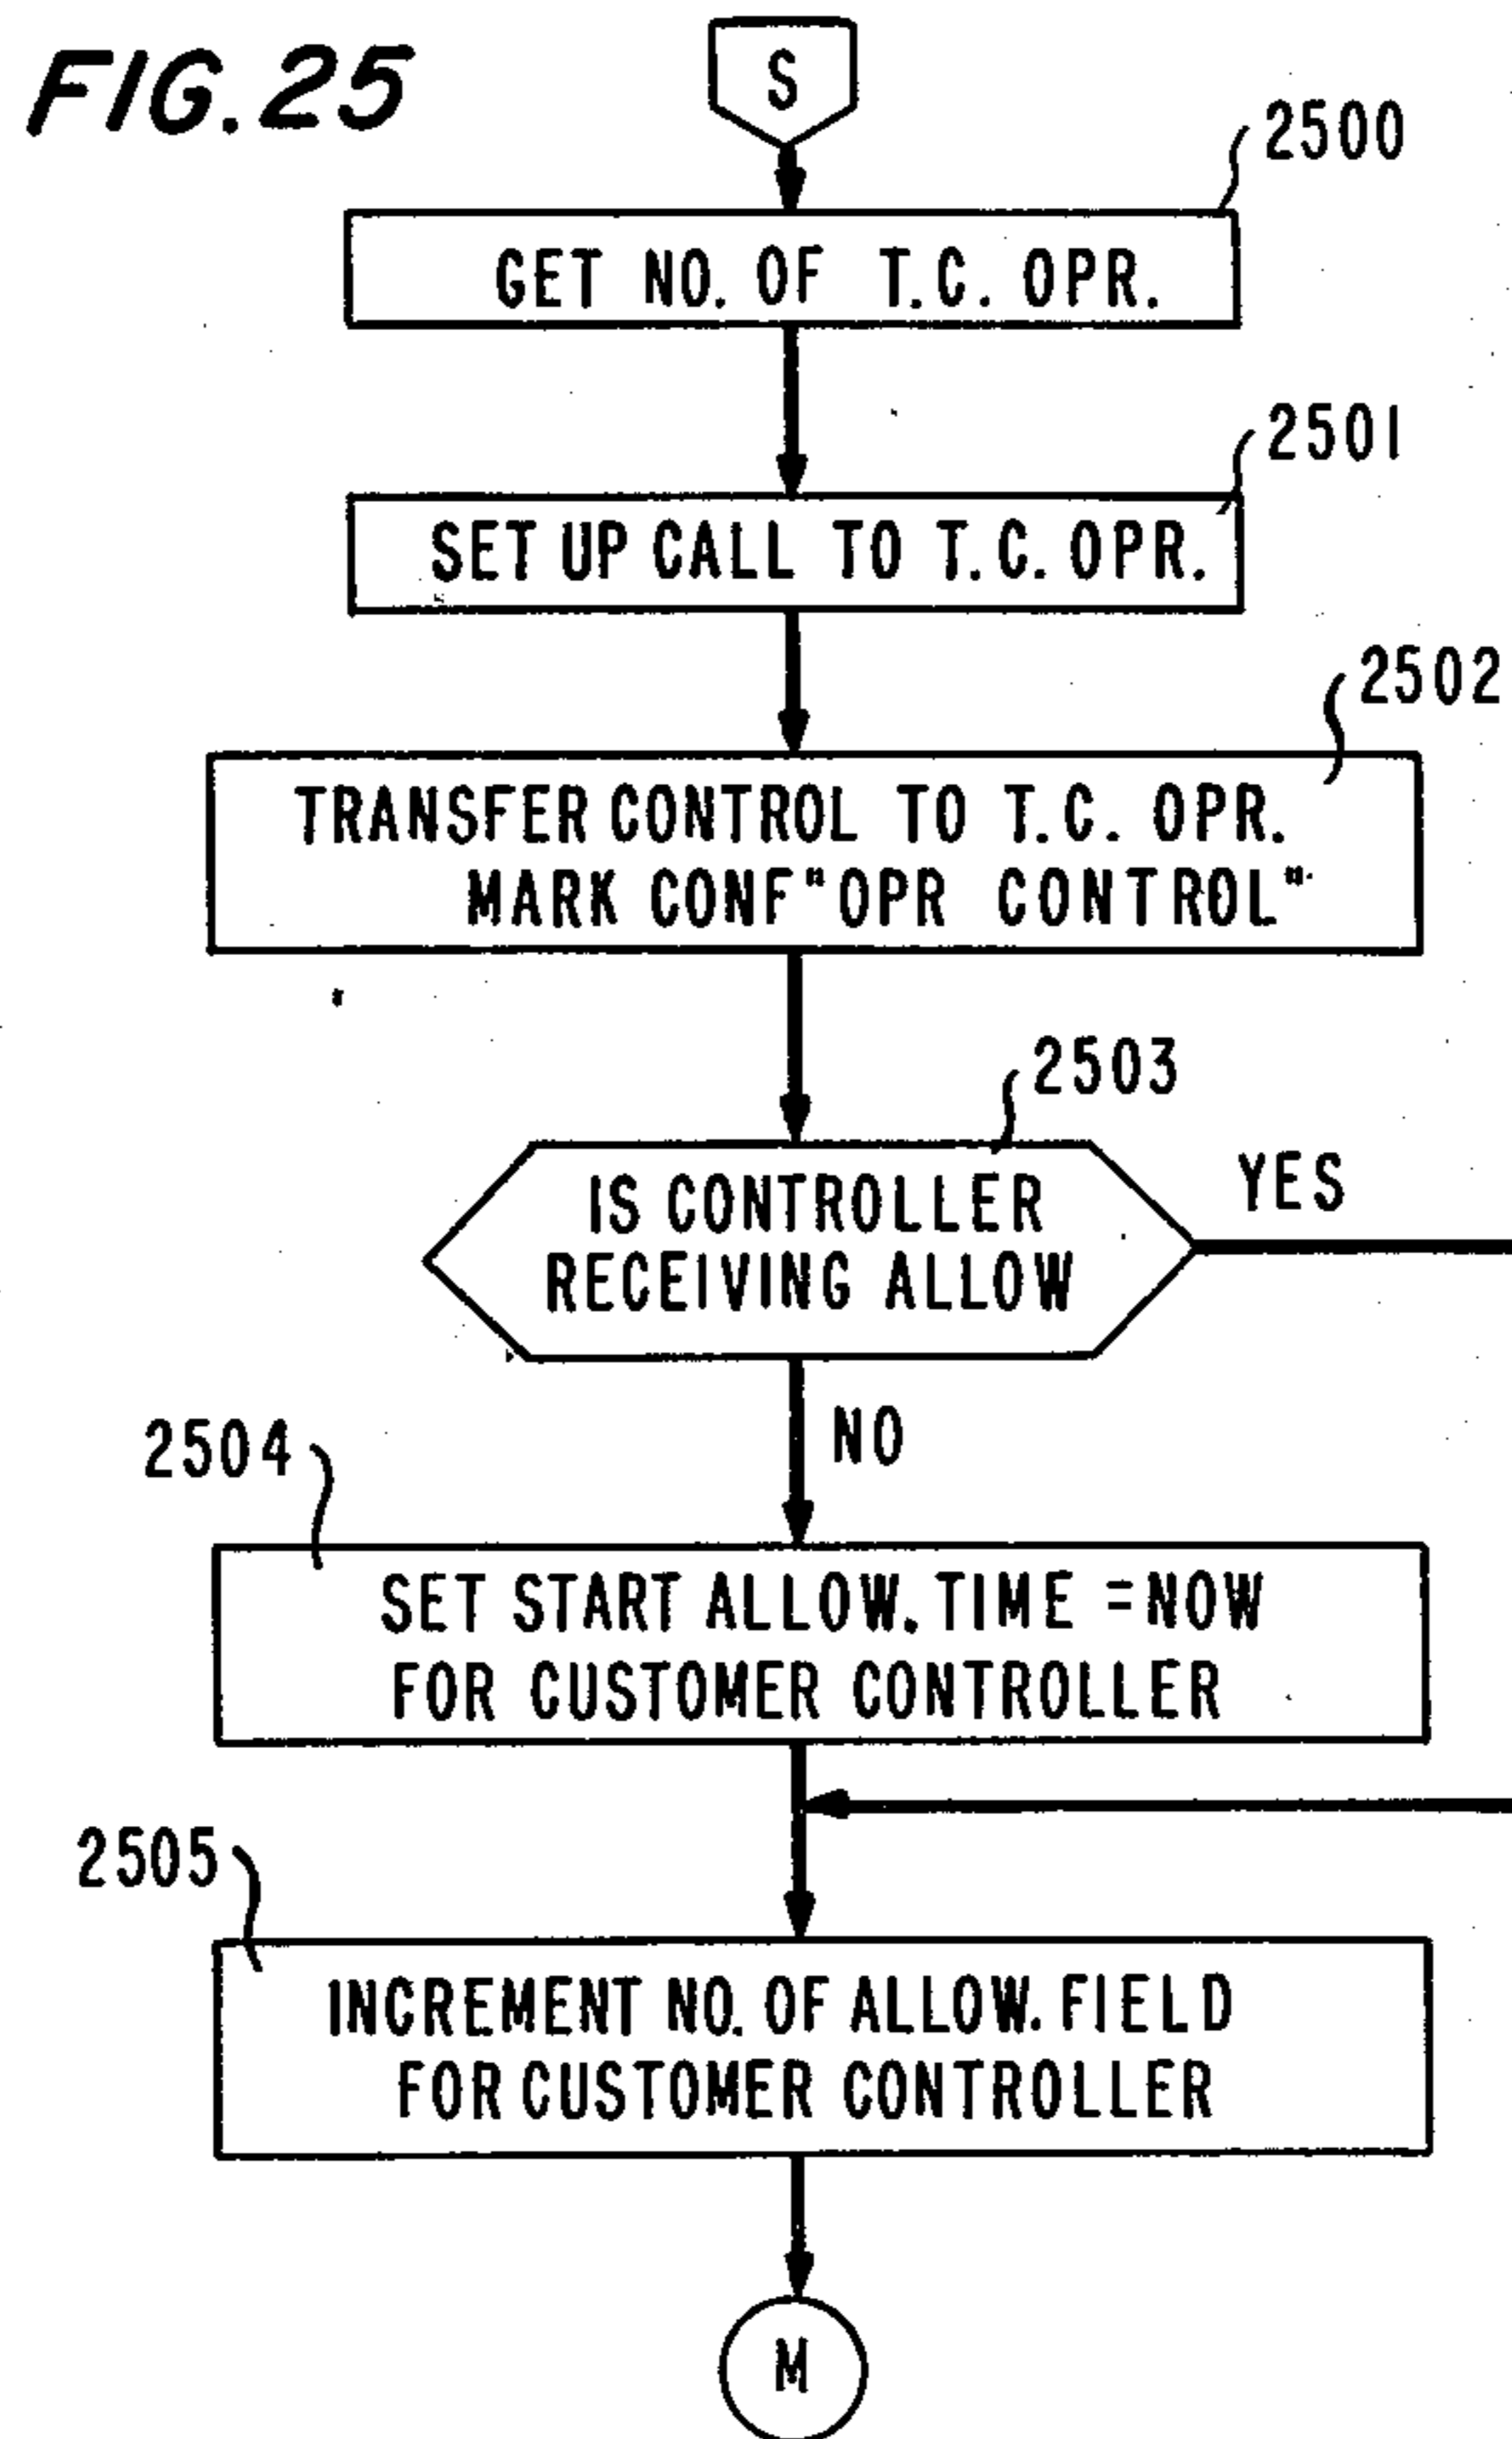 FIG. 25
S
2500
GET NO. OF T.C. OPR.
2501
SET UP CALL TO T.C. OPR.
2502
TRANSFER CONTROL TO T.C. OPR.
MARK CONF "OPR CONTROL"
2503
IS CONTROLLER
RECEIVING ALLOW
YES
NO
2504
SET START ALLOW. TIME = NOW
FOR CUSTOMER CONTROLLER
2505
INCREMENT NO. OF ALLOW. FIELD
FOR CUSTOMER CONTROLLER
M